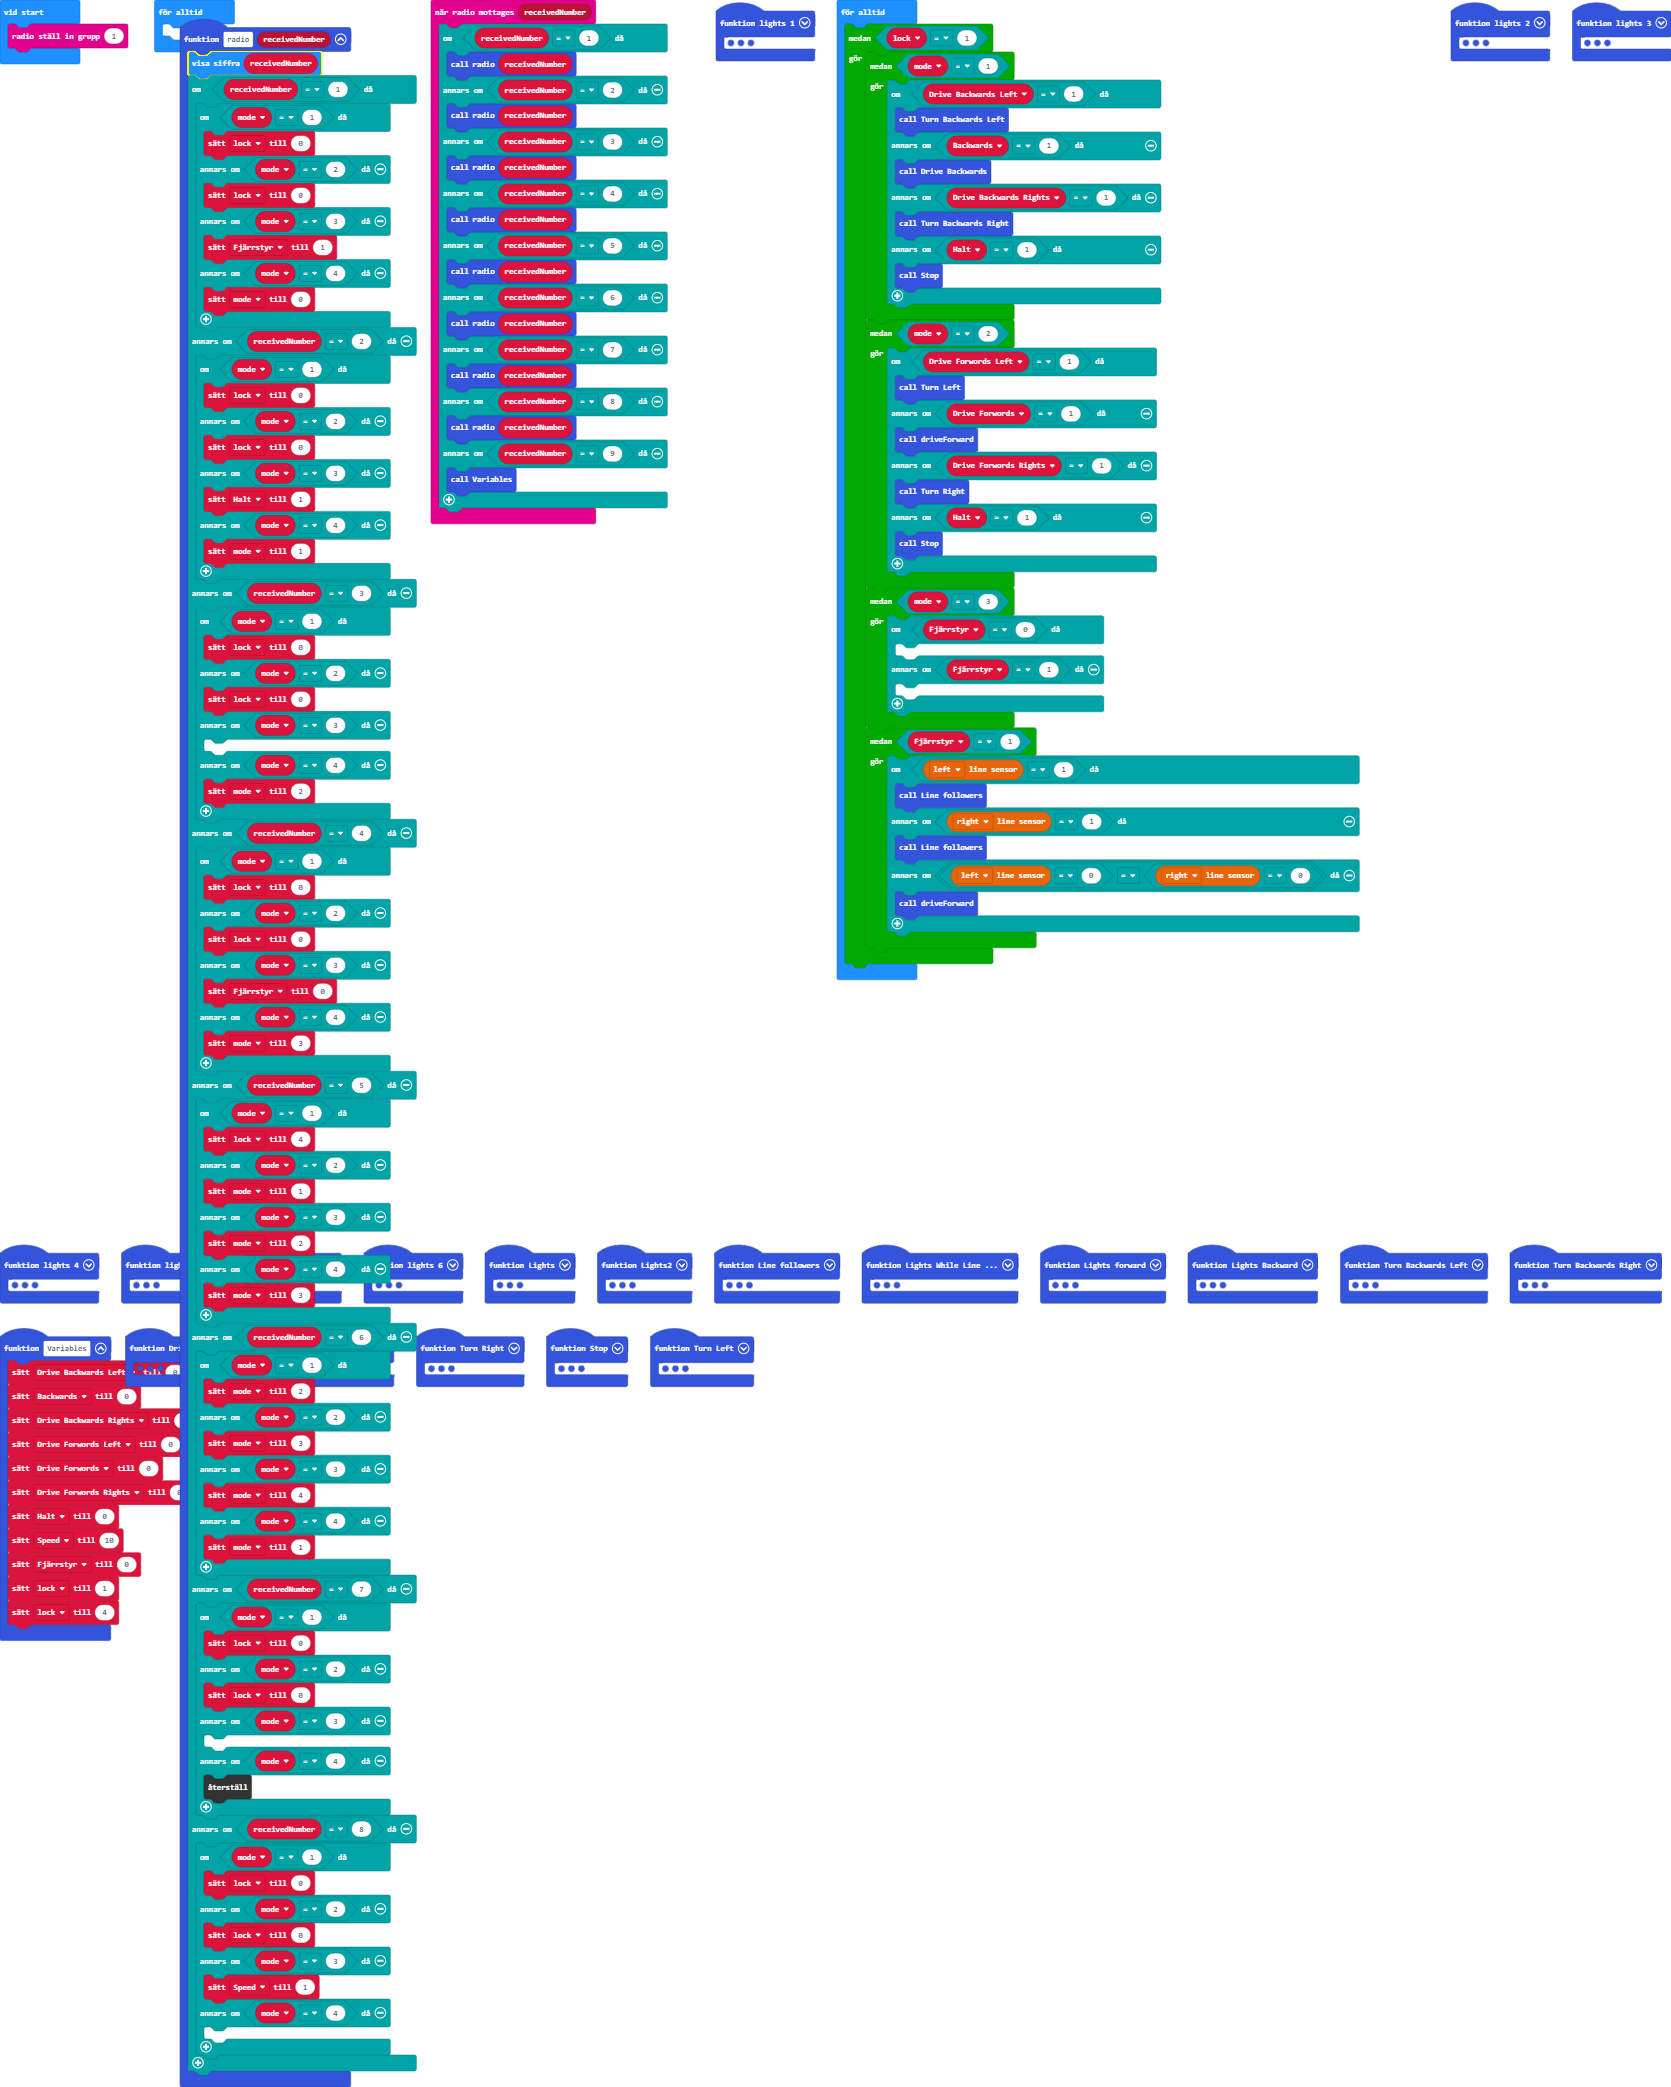 vid start
radio ställ in grupp 1
för alltid
funktion radio receivedNumber
visa siffra receivedNumber
om receivedNumber = 1 då
om mode = 1 då
sätt lock till 0
annars om mode = 2 då
sätt lock till 0
annars om mode = 3 då
sätt Fjärrstyr till 1
annars om mode = 4 då
sätt mode till 0
annars om receivedNumber = 2 då
om mode = 1 då
sätt lock till 0
annars om mode = 2 då
sätt lock till 0
annars om mode = 3 då
sätt Halt till 1
annars om mode = 4 då
sätt mode till 1
annars om receivedNumber = 3 då
om mode = 1 då
sätt lock till 0
annars om mode = 2 då
sätt lock till 0
annars om mode = 3 då
annars om mode = 4 då
sätt mode till 2
annars om receivedNumber = 4 då
om mode = 1 då
sätt lock till 0
annars om mode = 2 då
sätt lock till 0
annars om mode = 3 då
sätt Fjärrstyr till 0
annars om mode = 4 då
sätt mode till 3
annars om receivedNumber = 5 då
om mode = 1 då
sätt lock till 4
annars om mode = 2 då
sätt mode till 1
annars om mode = 3 då
sätt mode till 2
annars om mode = 4 då
sätt mode till 3
annars om receivedNumber = 6 då
om mode = 1 då
sätt mode till 2
annars om mode = 2 då
sätt mode till 3
annars om mode = 3 då
sätt mode till 4
annars om mode = 4 då
sätt mode till 1
annars om receivedNumber = 7 då
om mode = 1 då
sätt lock till 0
annars om mode = 2 då
sätt lock till 0
annars om mode = 3 då
annars om mode = 4 då
återställ
annars om receivedNumber = 8 då
om mode = 1 då
sätt lock till 0
annars om mode = 2 då
sätt lock till 0
annars om mode = 3 då
sätt Speed till 1
annars om mode = 4 då
när radio mottages receivedNumber
om receivedNumber = 1 då
call radio receivedNumber
annars om receivedNumber = 2 då
call radio receivedNumber
annars om receivedNumber = 3 då
call radio receivedNumber
annars om receivedNumber = 4 då
call radio receivedNumber
annars om receivedNumber = 5 då
call radio receivedNumber
annars om receivedNumber = 6 då
call radio receivedNumber
annars om receivedNumber = 7 då
call radio receivedNumber
annars om receivedNumber = 8 då
call radio receivedNumber
annars om receivedNumber = 9 då
call Variables
funktion lights 1
för alltid
medan lock = 1
gör medan mode = 1
gör om Drive Backwards Left = 1 då
call Turn Backwards Left
annars om Backwards = 1 då
call Drive Backwards
annars om Drive Backwards Rights = 1 då
call Turn Backwards Right
annars om Halt = 1 då
call Stop
medan mode = 2
gör om Drive Forwords Left = 1 då
call Turn Left
annars om Drive Forwords = 1 då
call driveForward
annars om Drive Forwords Rights = 1 då
call Turn Right
annars om Halt = 1 då
call Stop
medan mode = 3
gör om Fjärrstyr = 0 då
annars om Fjärrstyr = 1 då
medan Fjärrstyr = 1
gör om left line sensor = 1 då
call Line followers
annars om right line sensor = 1 då
call Line followers
annars om left line sensor = 0 = right line sensor = 0 då
call driveForward
funktion lights 2
funktion lights 3
funktion lights 4
funktion
lights 6
funktion Lights
funktion Lights2
funktion Line followers
funktion Lights While Line ...
funktion Lights forward
funktion Lights Backward
funktion Turn Backwards Left
funktion Turn Backwards Right
funktion Variables
sätt Drive Backwards Left till 0
sätt Backwards till 0
sätt Drive Backwards Rights till
sätt Drive Forwords Left till 0
sätt Drive Forwords till 0
sätt Drive Forwords Rights till
sätt Halt till 0
sätt Speed till 10
sätt Fjärrstyr till 0
sätt lock till 1
sätt lock till 4
funktion
funktion Turn Right
funktion Stop
funktion Turn Left